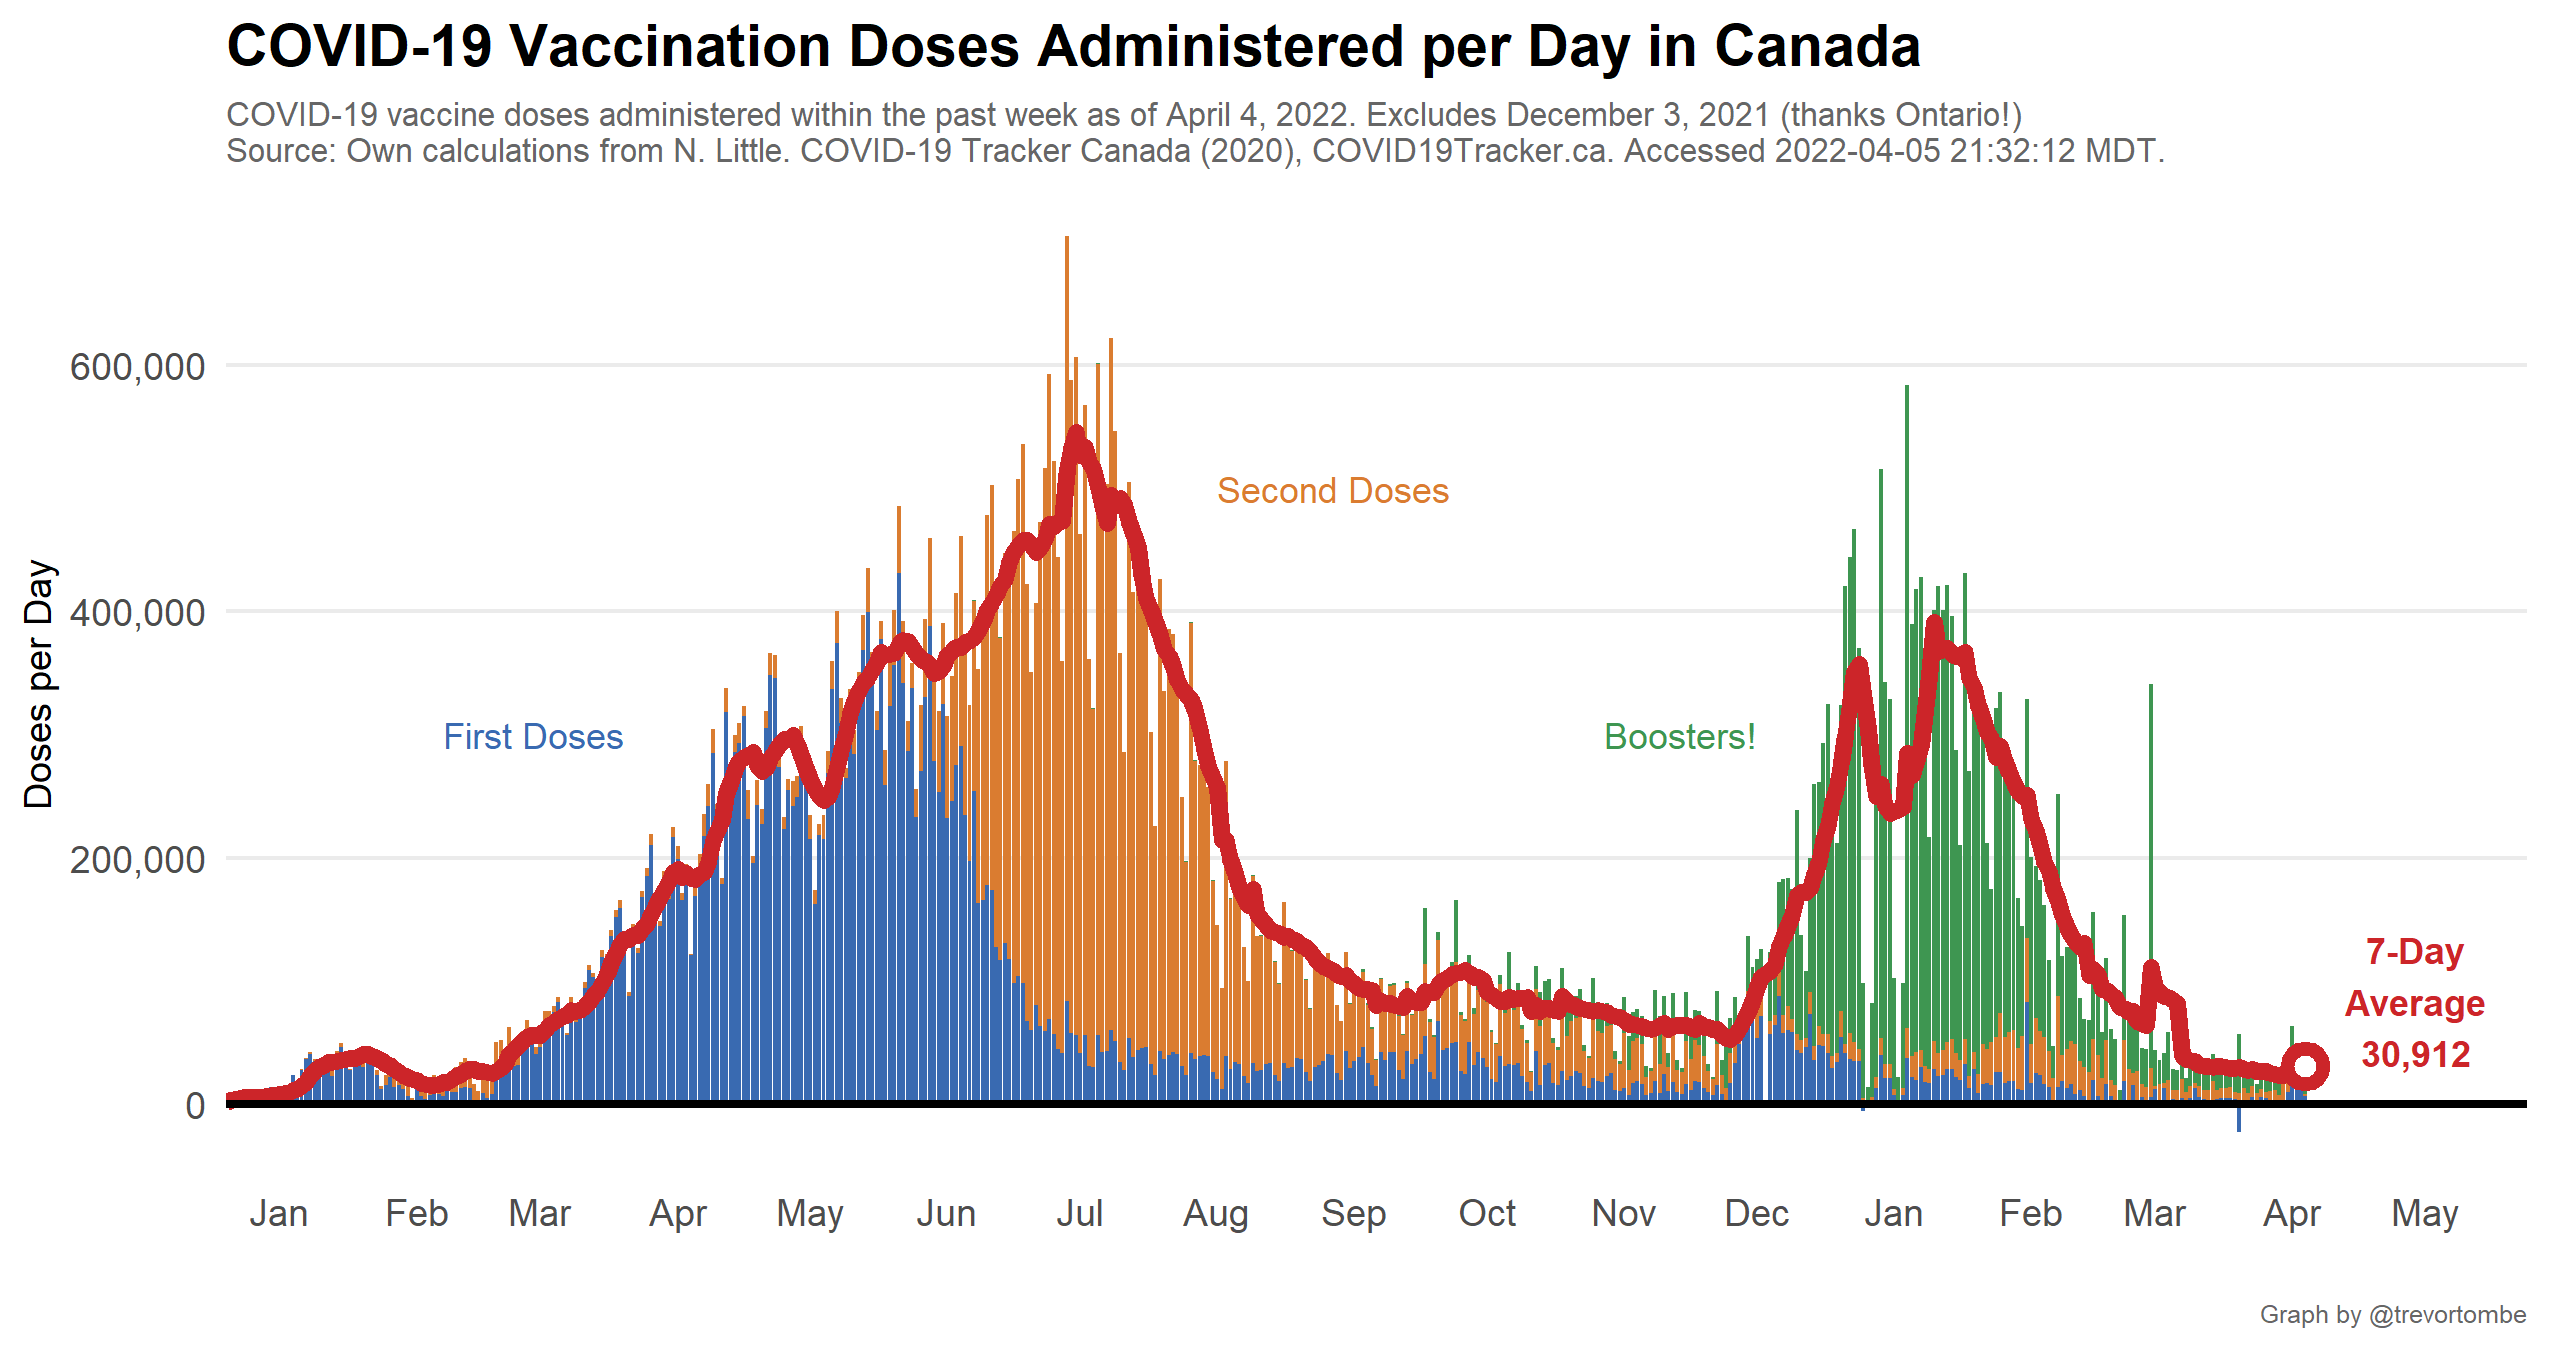 COVID-19 Vaccination Doses Administered per Day in Canada
COVID-19 vaccine doses administered within the past week as of April 4, 2022. Excludes December 3, 2021 (thanks Ontario!)
Source: Own calculations from N. Little. COVID-19 Tracker Canada (2020), COVID19Tracker.ca. Accessed 2022-04-05 21:32:12 MDT.
Doses per Day
600,000
400,000
200,000
0
First Doses
Second Doses
Boosters!
7-Day
Average
30,912
Jan Feb Mar Apr May Jun Jul Aug Sep Oct Nov Dec Jan Feb Mar Apr May
Graph by @trevortombe